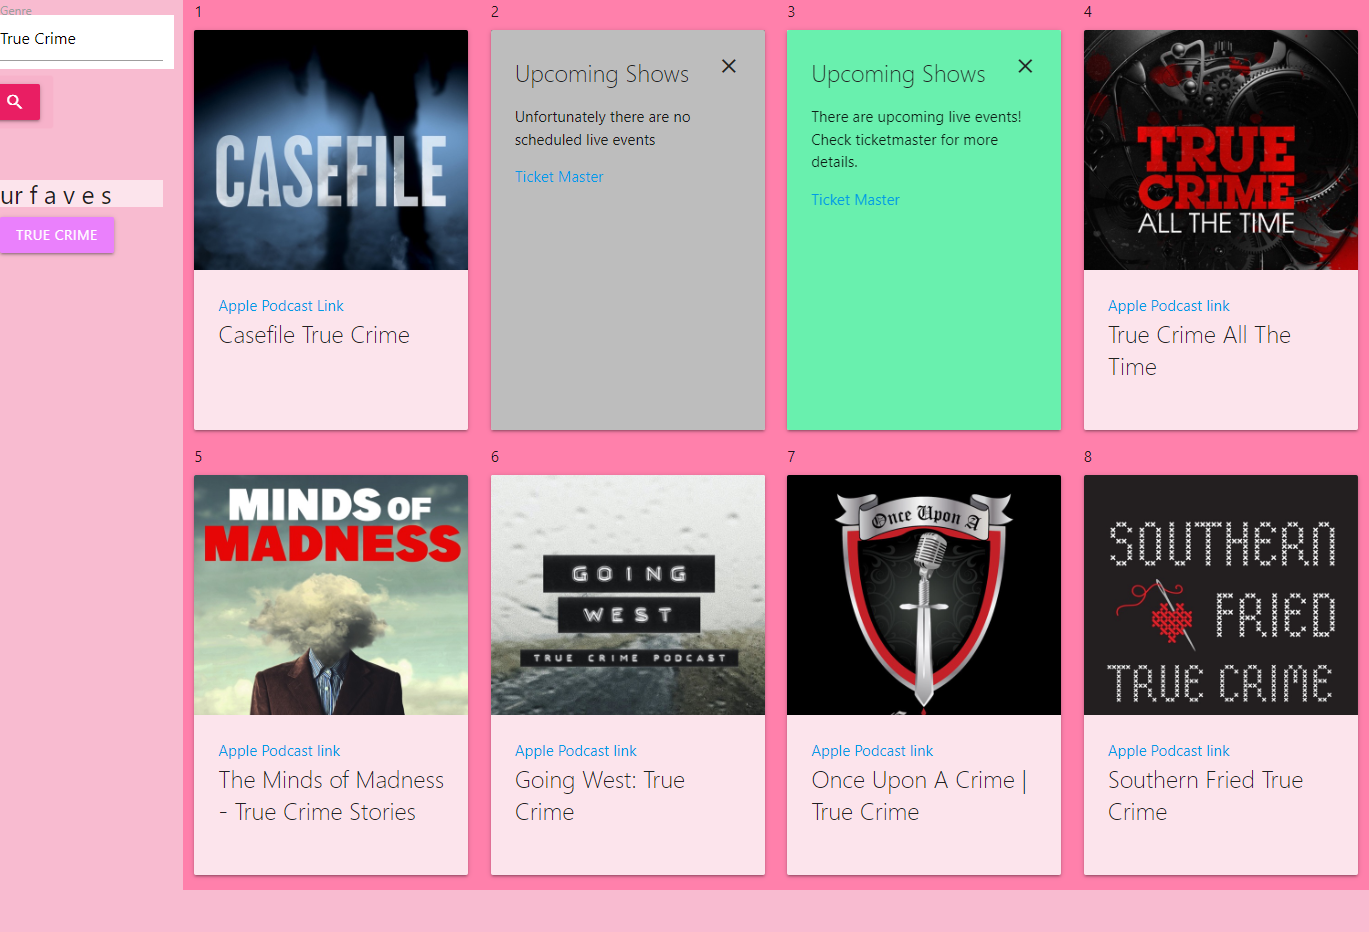 Genre
True Crime
ur f a v e s
TRUE CRIME
1
CASEFILE
Apple Podcast Link
Casefile True Crime
2
Upcoming Shows
Unfortunately there are no
scheduled live events
Ticket Master
3
Upcoming Shows
There are upcoming live events!
Check ticketmaster for more
details.
Ticket Master
4
TRUE
CRIME
ALL THE TIME
Apple Podcast link
True Crime All The
Time
5
MINDS OF
MADNESS
Apple Podcast link
The Minds of Madness
- True Crime Stories
6
GOING
WEST
TRUE CRIME PODCAST
Apple Podcast link
Going West: True
Crime
7
Once Upon A
Apple Podcast link
Once Upon A Crime |
True Crime
8
SOUTHERN
FRIED
TRUE CRIME
Apple Podcast link
Southern Fried True
Crime